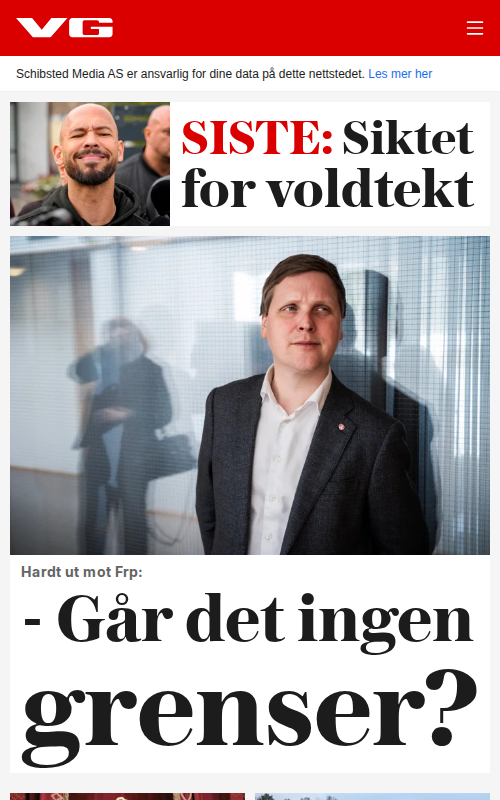 VG
Schibsted Media AS er ansvarlig for dine data på dette nettstedet. Les mer her
SISTE: Siktet
for voldtekt
Hardt ut mot Frp:
- Går det ingen
grenser?